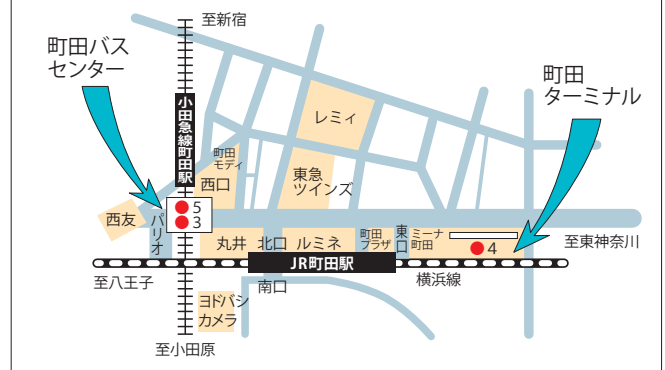 至新宿
町田バス
センター
町田
ターミナル
小田急線町田駅
レミィ
町田
モディ
西口
東急
ツインズ
西友
パリオ
5
3
丸井
北口
ルミネ
町田
プラザ
東口
ミーナ
町田
4
至東神奈川
JR町田駅
至八王子
南口
横浜線
ヨドバシ
カメラ
至小田原